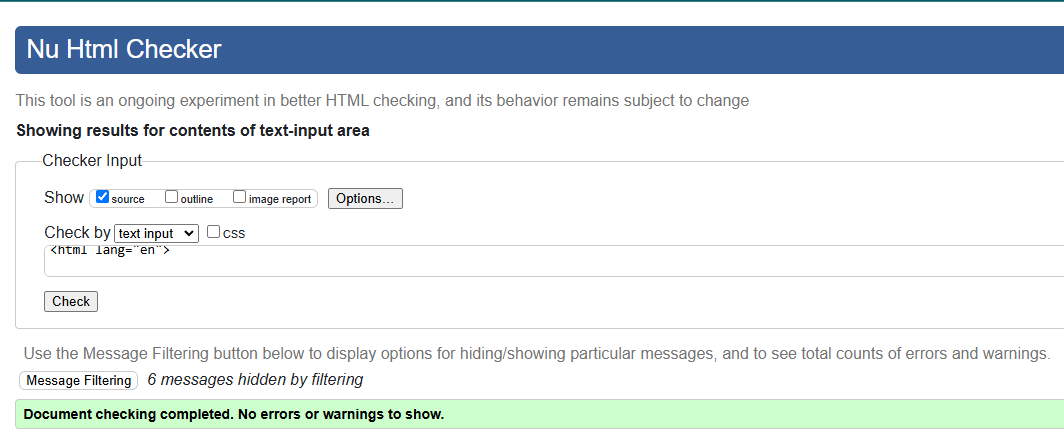 Nu Html Checker
This tool is an ongoing experiment in better HTML checking, and its behavior remains subject to change
Showing results for contents of text-input area
Checker Input
Show source outline image report Options...
Check by text input css
<html lang="en">
Check
Use the Message Filtering button below to display options for hiding/showing particular messages, and to see total counts of errors and warnings.
Message Filtering 6 messages hidden by filtering
Document checking completed. No errors or warnings to show.